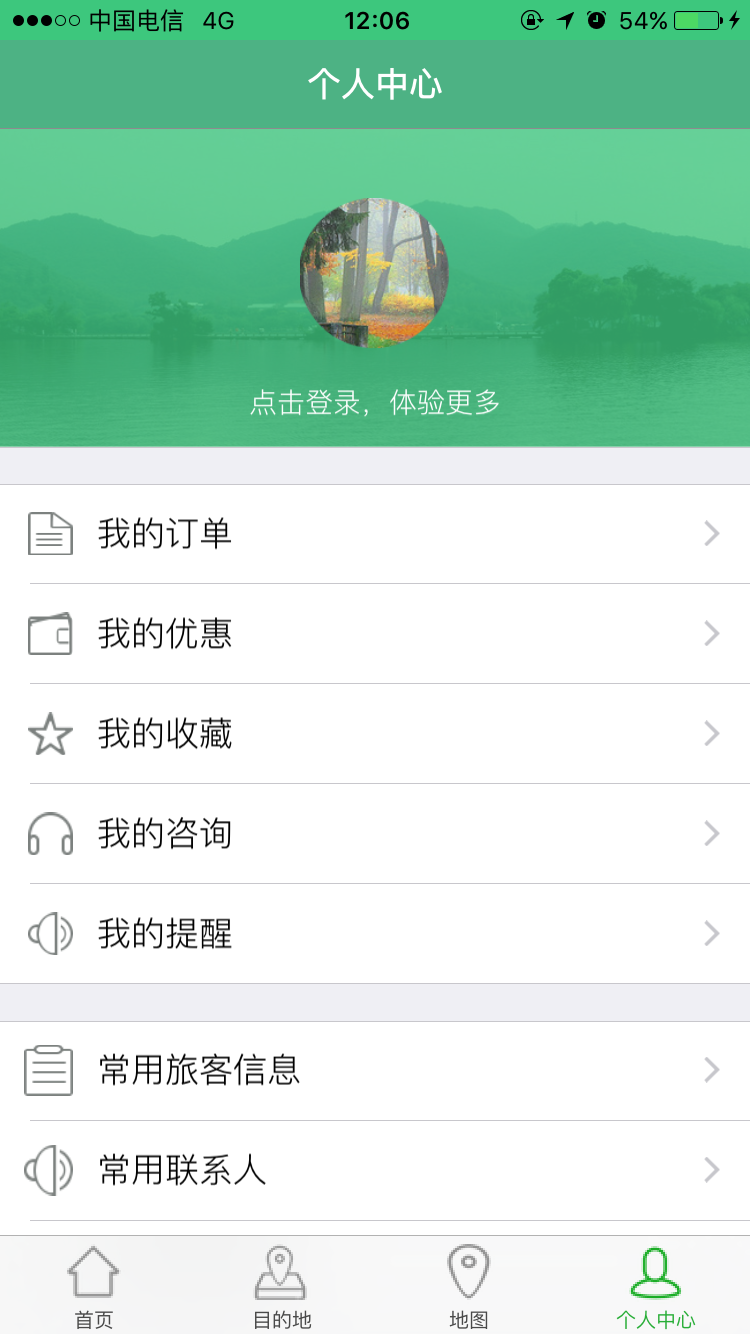 中国电信 4G 12:06 54%
个人中心
点击登录，体验更多
我的订单
我的优惠
我的收藏
我的咨询
我的提醒
常用旅客信息
常用联系人
首页 目的地 地图 个人中心